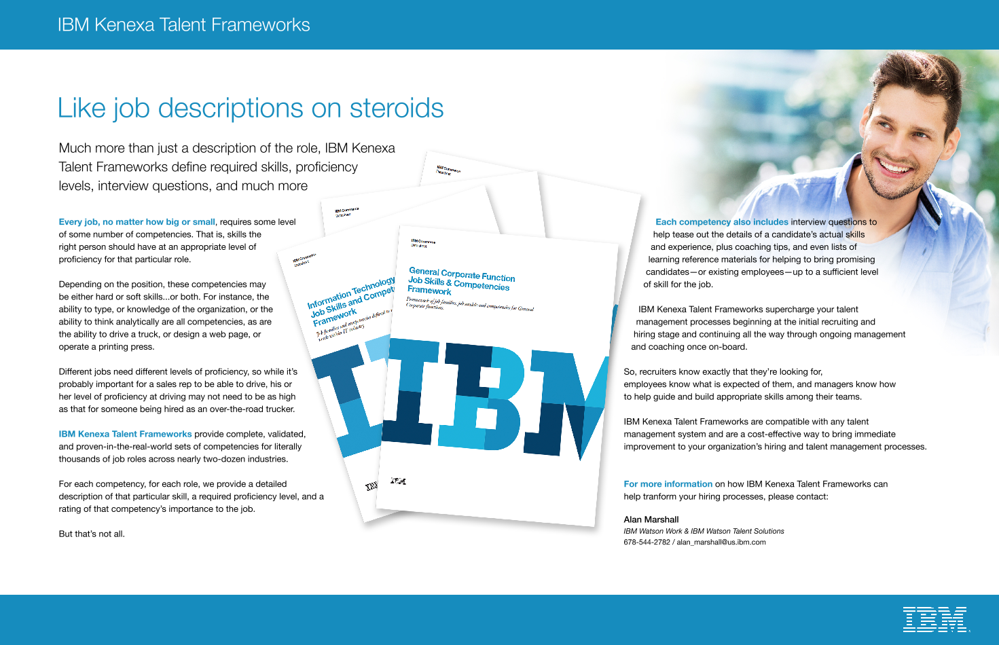 IBM Kenexa Talent Frameworks
Like job descriptions on steroids
Much more than just a description of the role, IBM Kenexa
Talent Frameworks define required skills, proficiency
levels, interview questions, and much more
Every job, no matter how big or small, requires some level
of some number of competencies. That is, skills the
right person should have at an appropriate level of
proficiency for that particular role.
Depending on the position, these competencies may
be either hard or soft skills...or both. For instance, the
ability to type, or knowledge of the organization, or the
ability to think analytically are all competencies, as are
the ability to drive a truck, or design a web page, or
operate a printing press.
Different jobs need different levels of proficiency, so while it's
probably important for a sales rep to be able to drive, his or
her level of proficiency at driving may not need to be as high
as that for someone being hired as an over-the-road trucker.
IBM Kenexa Talent Frameworks provide complete, validated,
and proven-in-the-real-world sets of competencies for literally
thousands of job roles across nearly two-dozen industries.
For each competency, for each role, we provide a detailed
description of that particular skill, a required proficiency level, and a
rating of that competency's importance to the job.
But that's not all.
IBM Commerce
Datasheet
IBM Commerce
Datasheet
IBM Commerce
Datasheet
Information Technology
Job Skills and Compet
Framework
Job families and competencies defined to
needs within IT industry
IBM Commerce
Datasheet
General Corporate Function
Job Skills & Competencies
Framework
Framework of job families, job models and competencies for General
Corporate functions.
IBM
IBM
Each competency also includes interview questions to
help tease out the details of a candidate's actual skills
and experience, plus coaching tips, and even lists of
learning reference materials for helping to bring promising
candidates—or existing employees—up to a sufficient level
of skill for the job.
IBM Kenexa Talent Frameworks supercharge your talent
management processes beginning at the initial recruiting and
hiring stage and continuing all the way through ongoing management
and coaching once on-board.
So, recruiters know exactly that they're looking for,
employees know what is expected of them, and managers know how
to help guide and build appropriate skills among their teams.
IBM Kenexa Talent Frameworks are compatible with any talent
management system and are a cost-effective way to bring immediate
improvement to your organization's hiring and talent management processes.
For more information on how IBM Kenexa Talent Frameworks can
help tranform your hiring processes, please contact:
Alan Marshall
IBM Watson Work & IBM Watson Talent Solutions
678-544-2782 / alan_marshall@us.ibm.com
IBM